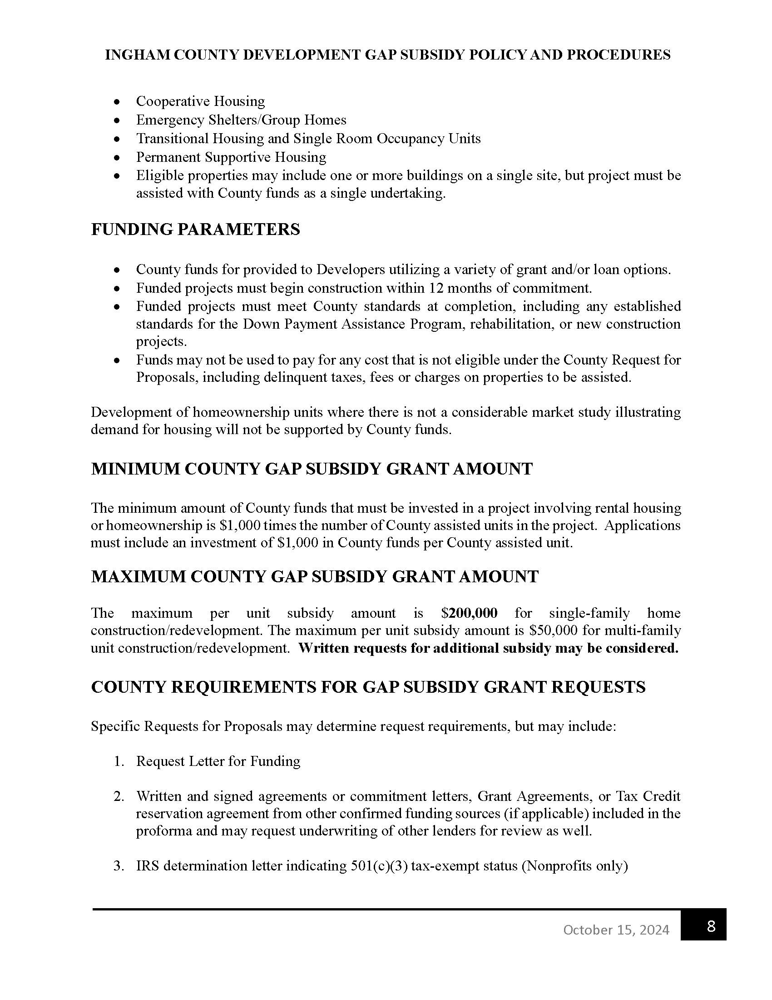 INGHAM COUNTY DEVELOPMENT GAP SUBSIDY POLICY AND PROCEDURES
• Cooperative Housing
• Emergency Shelters/Group Homes
• Transitional Housing and Single Room Occupancy Units
• Permanent Supportive Housing
• Eligible properties may include one or more buildings on a single site, but project must be
assisted with County funds as a single undertaking.
FUNDING PARAMETERS
• County funds for provided to Developers utilizing a variety of grant and/or loan options.
• Funded projects must begin construction within 12 months of commitment.
• Funded projects must meet County standards at completion, including any established
standards for the Down Payment Assistance Program, rehabilitation, or new construction
projects.
• Funds may not be used to pay for any cost that is not eligible under the County Request for
Proposals, including delinquent taxes, fees or charges on properties to be assisted.
Development of homeownership units where there is not a considerable market study illustrating
demand for housing will not be supported by County funds.
MINIMUM COUNTY GAP SUBSIDY GRANT AMOUNT
The minimum amount of County funds that must be invested in a project involving rental housing
or homeownership is $1,000 times the number of County assisted units in the project.  Applications
must include an investment of $1,000 in County funds per County assisted unit.
MAXIMUM COUNTY GAP SUBSIDY GRANT AMOUNT
The maximum per unit subsidy amount is $200,000 for single-family home
construction/redevelopment. The maximum per unit subsidy amount is $50,000 for multi-family
unit construction/redevelopment.  Written requests for additional subsidy may be considered.
COUNTY REQUIREMENTS FOR GAP SUBSIDY GRANT REQUESTS
Specific Requests for Proposals may determine request requirements, but may include:
1. Request Letter for Funding
2. Written and signed agreements or commitment letters, Grant Agreements, or Tax Credit
reservation agreement from other confirmed funding sources (if applicable) included in the
proforma and may request underwriting of other lenders for review as well.
3. IRS determination letter indicating 501(c)(3) tax-exempt status (Nonprofits only)
October 15, 2024 8